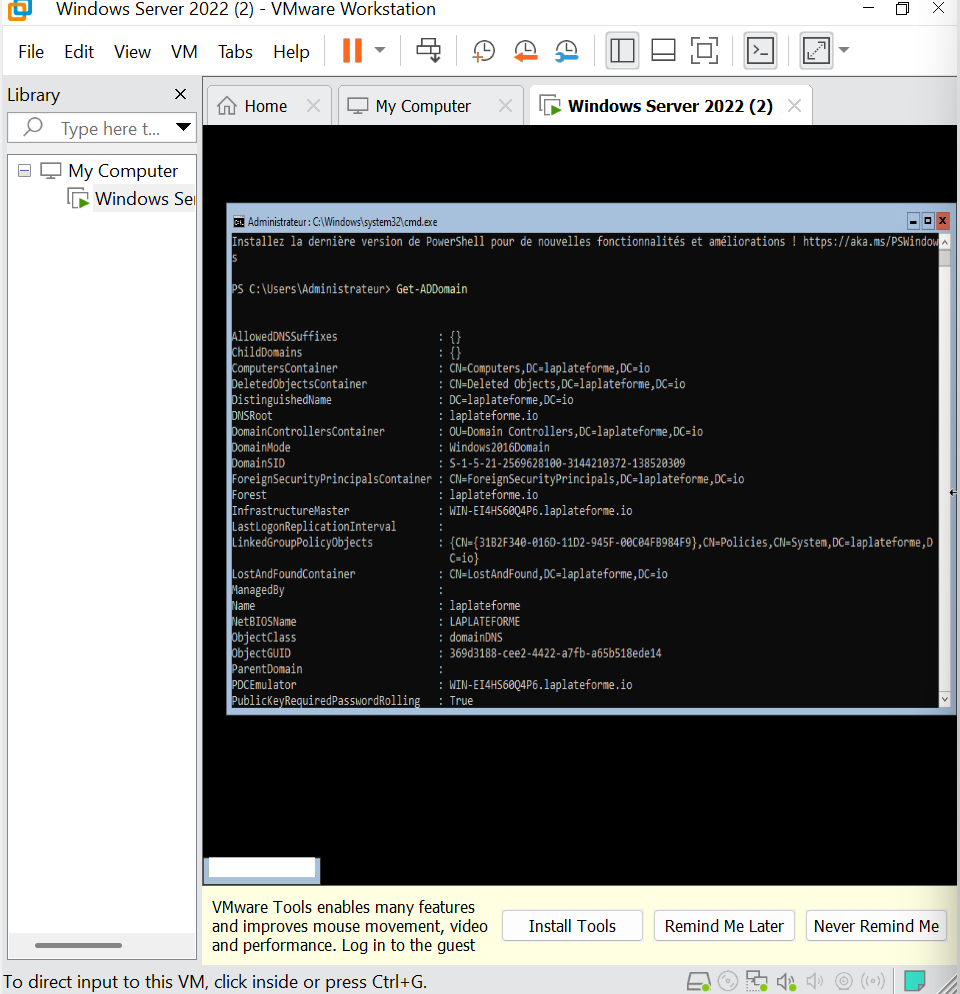 Windows Server 2022 (2) - VMware Workstation
File Edit View VM Tabs Help
Library
Type here t...
Home
My Computer
Windows Server 2022 (2)
My Computer
Windows Ser
Administrateur : C:\Windows\system32\cmd.exe
Installez la dernière version de PowerShell pour de nouvelles fonctionnalités et améliorations ! https://aka.ms/PSWindow
s
PS C:\Users\Administrateur> Get-ADDomain
AllowedDNSSuffixes : {}
ChildDomains : {}
ComputersContainer : CN=Computers,DC=laplateforme,DC=io
DeletedObjectsContainer : CN=Deleted Objects,DC=laplateforme,DC=io
DistinguishedName : DC=laplateforme,DC=io
DNSRoot : laplateforme.io
DomainControllersContainer : OU=Domain Controllers,DC=laplateforme,DC=io
DomainMode : Windows2016Domain
DomainSID : S-1-5-21-2569628100-3144210372-138520309
ForeignSecurityPrincipalsContainer : CN=ForeignSecurityPrincipals,DC=laplateforme,DC=io
Forest : laplateforme.io
InfrastructureMaster : WIN-EI4HS60Q4P6.laplateforme.io
LastLogonReplicationInterval :
LinkedGroupPolicyObjects : {CN={31B2F340-016D-11D2-945F-00C04FB984F9},CN=Policies,CN=System,DC=laplateforme,D
C=io}
LostAndFoundContainer : CN=LostAndFound,DC=laplateforme,DC=io
ManagedBy :
Name : laplateforme
NetBIOSName : LAPLATEFORME
ObjectClass : domainDNS
ObjectGUID : 369d3188-cee2-4422-a7fb-a65b518ede14
ParentDomain :
PDCEmulator : WIN-EI4HS60Q4P6.laplateforme.io
PublicKeyRequiredPasswordRolling : True
VMware Tools enables many features
and improves mouse movement, video
and performance. Log in to the guest
Install Tools
Remind Me Later
Never Remind Me
To direct input to this VM, click inside or press Ctrl+G.